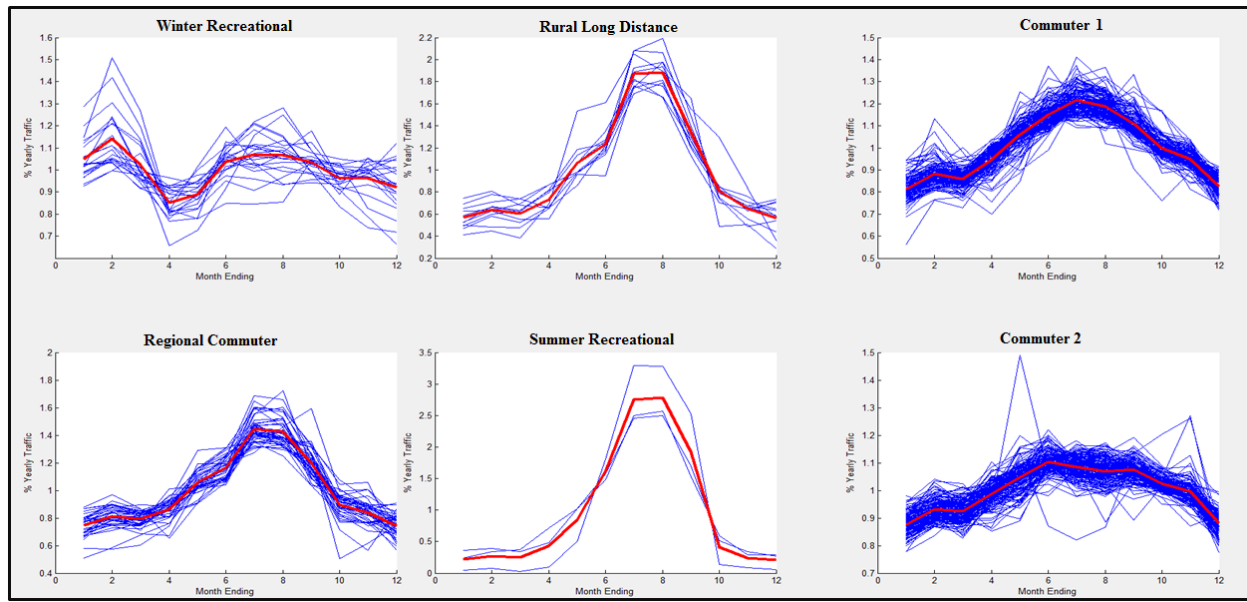 Winter Recreational
% Yearly Traffic
1.6
1.5
1.4
1.3
1.2
1.1
1
0.9
0.8
0.7
0 2 4 6 8 10 12
Month Ending
Rural Long Distance
% Yearly Traffic
2.2
2
1.8
1.6
1.4
1.2
1
0.8
0.6
0.4
0.2
0 2 4 6 8 10 12
Month Ending
Commuter 1
% Yearly Traffic
1.5
1.4
1.3
1.2
1.1
1
0.9
0.8
0.7
0.6
0.5
0 2 4 6 8 10 12
Month Ending
Regional Commuter
% Yearly Traffic
2
1.8
1.6
1.4
1.2
1
0.8
0.6
0.4
0 2 4 6 8 10 12
Month Ending
Summer Recreational
% Yearly Traffic
3.5
3
2.5
2
1.5
1
0.5
0
0 2 4 6 8 10 12
Month Ending
Commuter 2
% Yearly Traffic
1.5
1.4
1.3
1.2
1.1
1
0.9
0.8
0.7
0 2 4 6 8 10 12
Month Ending